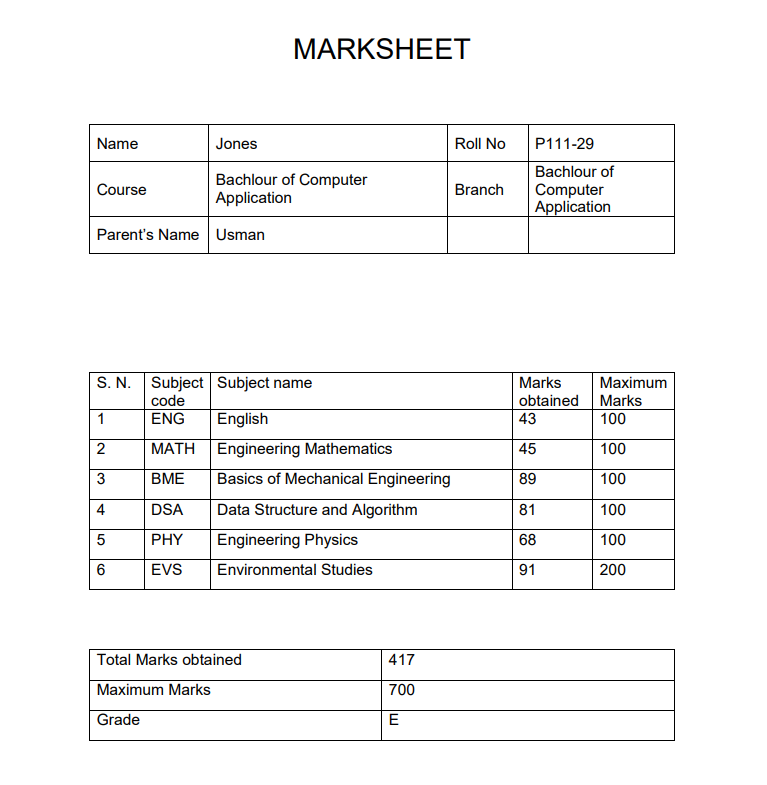 MARKSHEET
Name Jones Roll No P111-29
Course Bachlour of Computer Application Branch Bachlour of Computer Application
Parent's Name Usman
S. N. Subject code Subject name Marks obtained Maximum Marks
1 ENG English 43 100
2 MATH Engineering Mathematics 45 100
3 BME Basics of Mechanical Engineering 89 100
4 DSA Data Structure and Algorithm 81 100
5 PHY Engineering Physics 68 100
6 EVS Environmental Studies 91 200
Total Marks obtained 417
Maximum Marks 700
Grade E